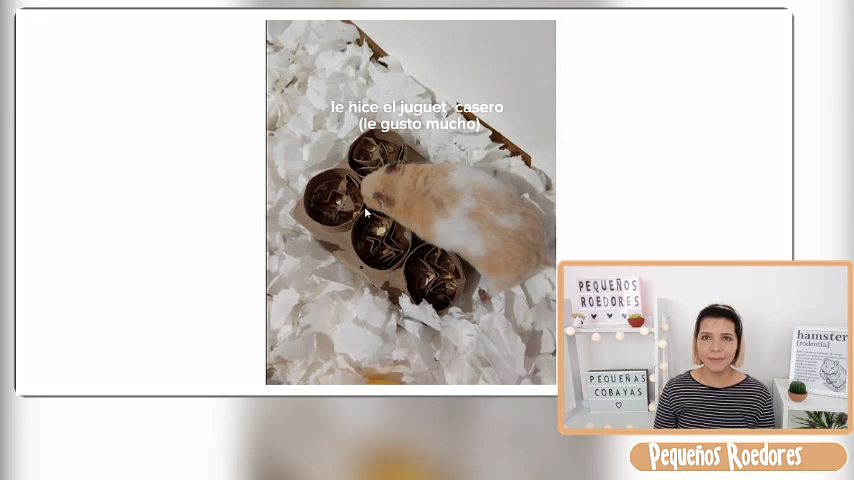 le hice el juguet casero
(le gusto mucho)
PEQUEÑOS
ROEDORES
PEQUEÑAS
COBAYAS
hamster
[rodentia]
Pequeños Roedores